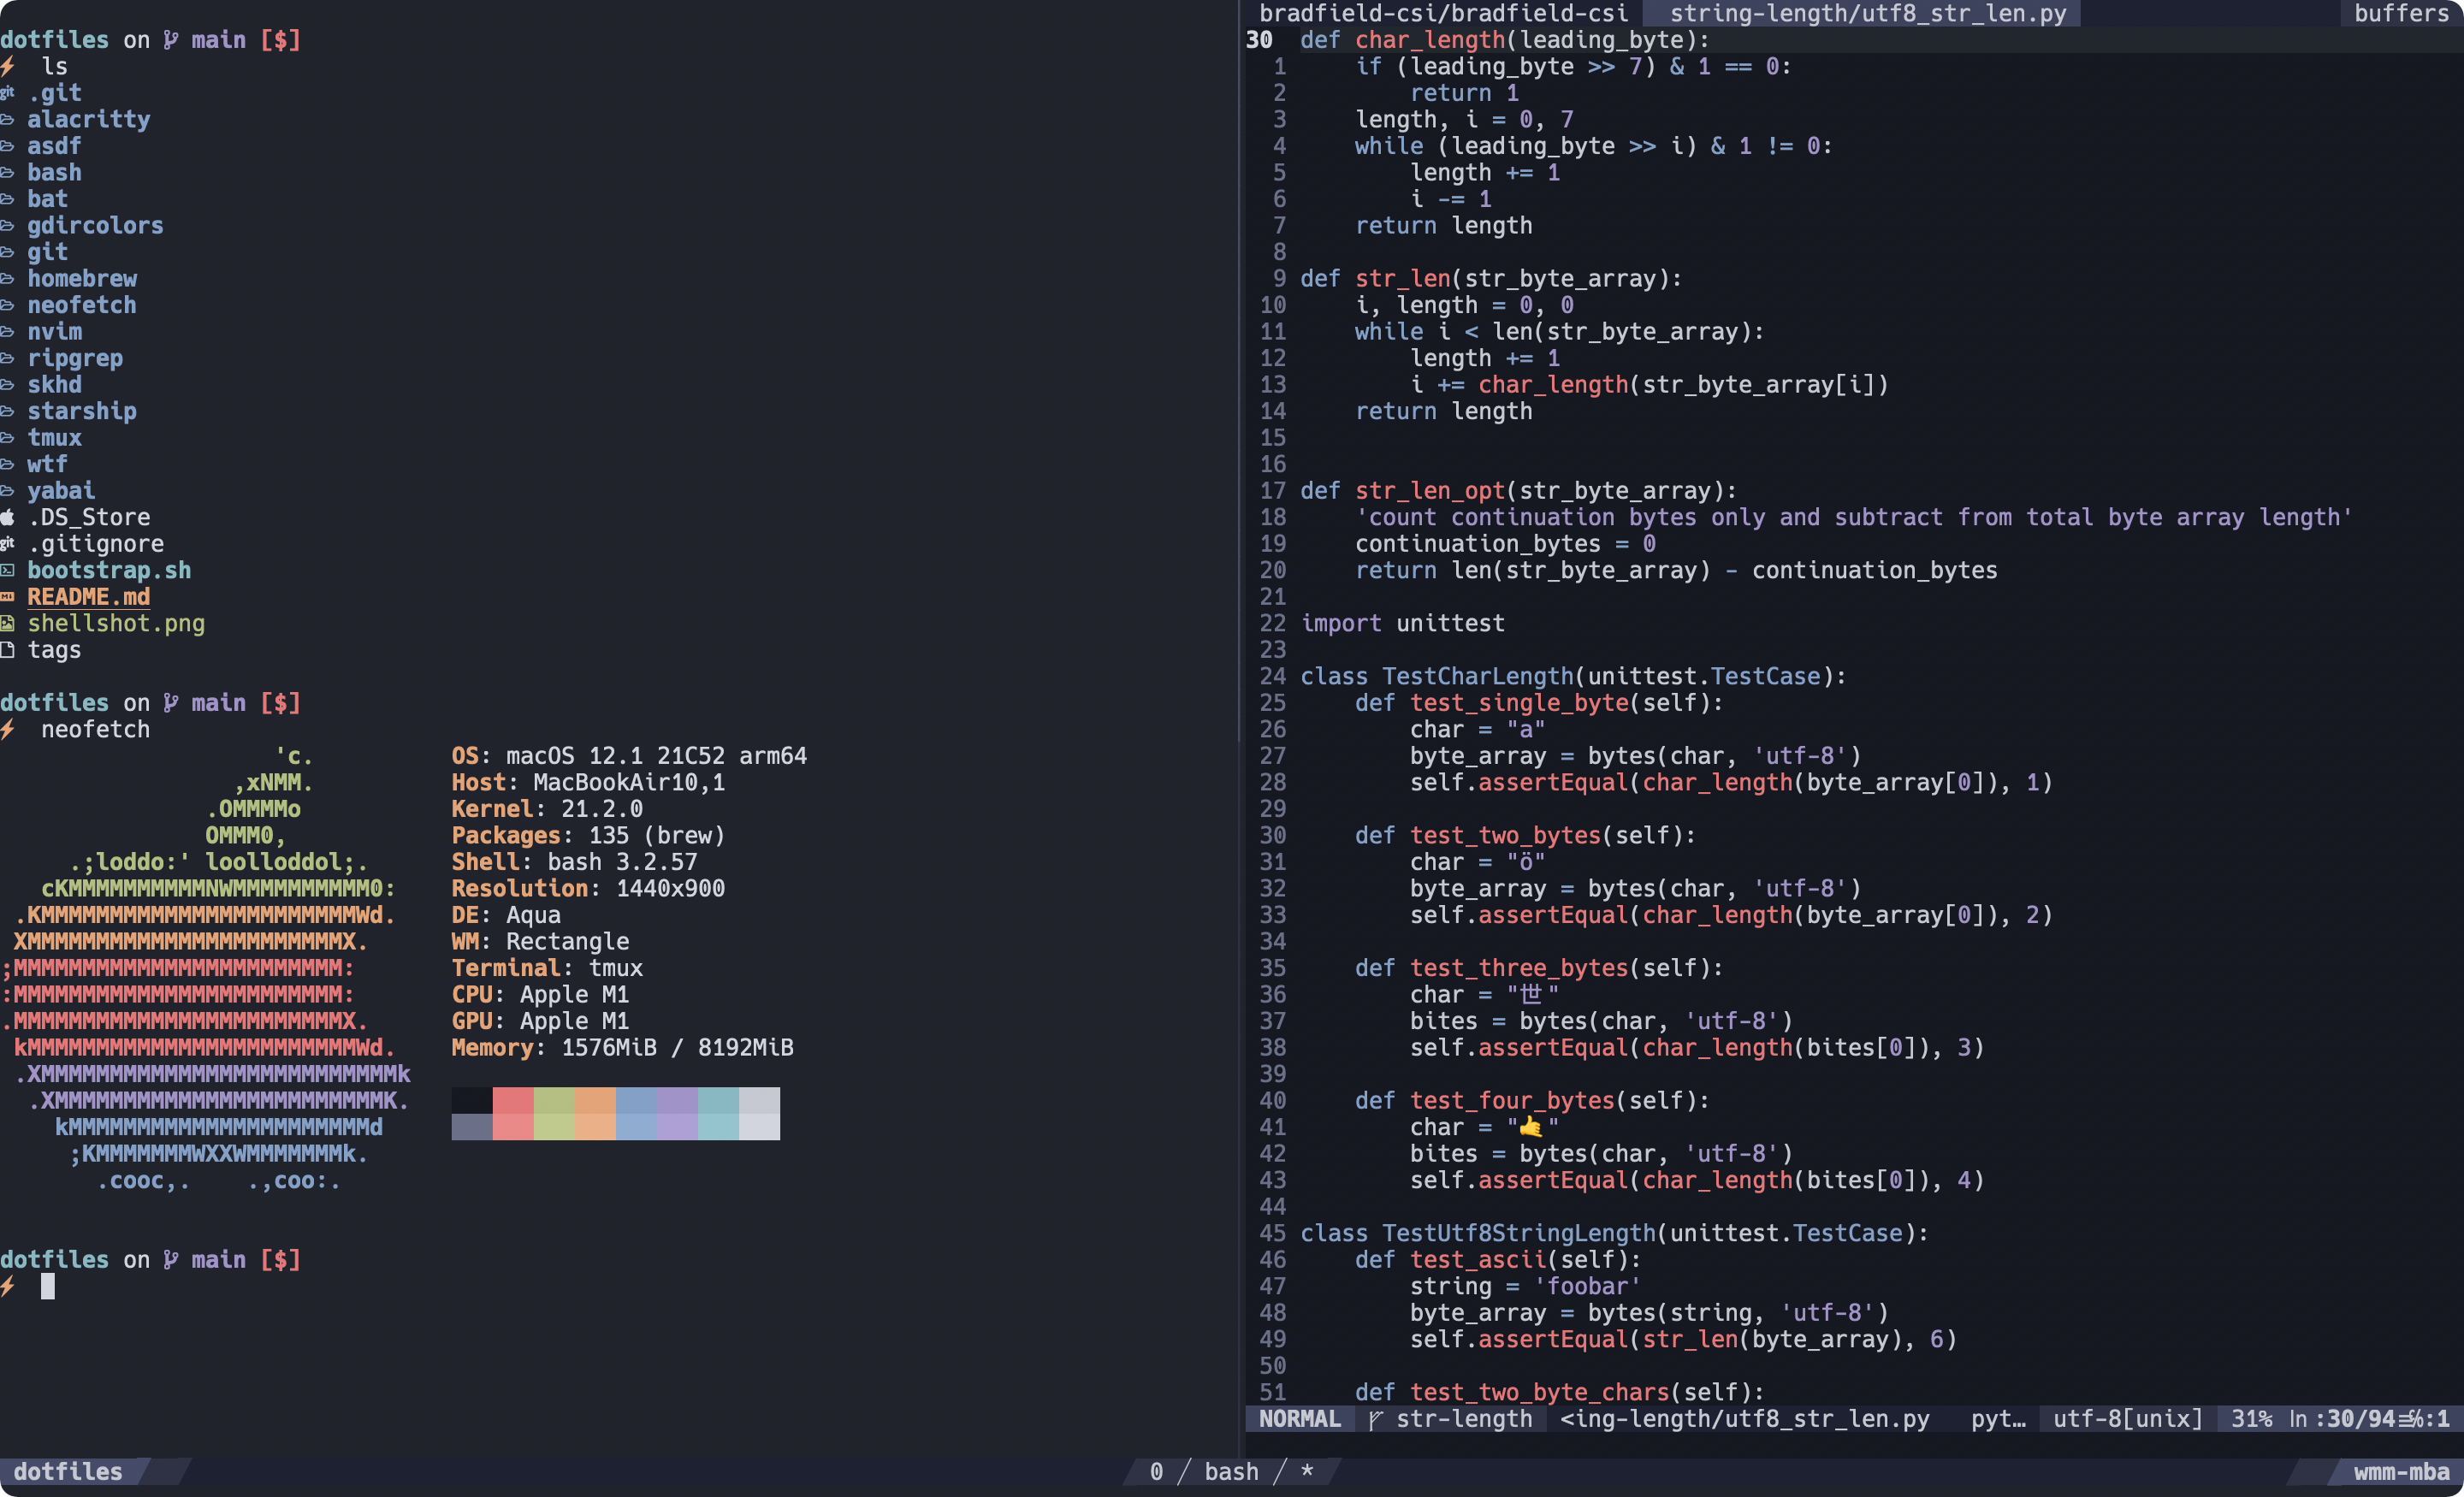 dotfiles on main [$]
ls
.git
alacritty
asdf
bash
bat
gdircolors
git
homebrew
neofetch
nvim
ripgrep
skhd
starship
tmux
wtf
yabai
.DS_Store
.gitignore
bootstrap.sh
README.md
shellshot.png
tags
dotfiles on main [$]
neofetch
'c.
,xNMM.
.OMMMMo
OMMM0,
.;loddo:' loolloddol;.
cKMMMMMMMMMMNWMMMMMMMMMM0:
.KMMMMMMMMMMMMMMMMMMMMMMMWd.
XMMMMMMMMMMMMMMMMMMMMMMMX.
;MMMMMMMMMMMMMMMMMMMMMMMM:
:MMMMMMMMMMMMMMMMMMMMMMMM:
.MMMMMMMMMMMMMMMMMMMMMMMMX.
kMMMMMMMMMMMMMMMMMMMMMMMMWd.
.XMMMMMMMMMMMMMMMMMMMMMMMMMMk
.XMMMMMMMMMMMMMMMMMMMMMMMMK.
kMMMMMMMMMMMMMMMMMMMMMMd
;KMMMMMMMWXXWMMMMMMMk.
.cooc,. .,coo:.
OS: macOS 12.1 21C52 arm64
Host: MacBookAir10,1
Kernel: 21.2.0
Packages: 135 (brew)
Shell: bash 3.2.57
Resolution: 1440x900
DE: Aqua
WM: Rectangle
Terminal: tmux
CPU: Apple M1
GPU: Apple M1
Memory: 1576MiB / 8192MiB
dotfiles on main [$]
bradfield-csi/bradfield-csi string-length/utf8_str_len.py buffers
30 def char_length(leading_byte):
1     if (leading_byte >> 7) & 1 == 0:
2         return 1
3     length, i = 0, 7
4     while (leading_byte >> i) & 1 != 0:
5         length += 1
6         i -= 1
7     return length
8
9 def str_len(str_byte_array):
10     i, length = 0, 0
11     while i < len(str_byte_array):
12         length += 1
13         i += char_length(str_byte_array[i])
14     return length
15
16
17 def str_len_opt(str_byte_array):
18     'count continuation bytes only and subtract from total byte array length'
19     continuation_bytes = 0
20     return len(str_byte_array) - continuation_bytes
21
22 import unittest
23
24 class TestCharLength(unittest.TestCase):
25     def test_single_byte(self):
26         char = "a"
27         byte_array = bytes(char, 'utf-8')
28         self.assertEqual(char_length(byte_array[0]), 1)
29
30     def test_two_bytes(self):
31         char = "ö"
32         byte_array = bytes(char, 'utf-8')
33         self.assertEqual(char_length(byte_array[0]), 2)
34
35     def test_three_bytes(self):
36         char = "世"
37         bites = bytes(char, 'utf-8')
38         self.assertEqual(char_length(bites[0]), 3)
39
40     def test_four_bytes(self):
41         char = "🤙"
42         bites = bytes(char, 'utf-8')
43         self.assertEqual(char_length(bites[0]), 4)
44
45 class TestUtf8StringLength(unittest.TestCase):
46     def test_ascii(self):
47         string = 'foobar'
48         byte_array = bytes(string, 'utf-8')
49         self.assertEqual(str_len(byte_array), 6)
50
51     def test_two_byte_chars(self):
NORMAL str-length <ing-length/utf8_str_len.py pyt… utf-8[unix] 31% ln :30/94≡℅:1
dotfiles 0 / bash / * wmm-mba